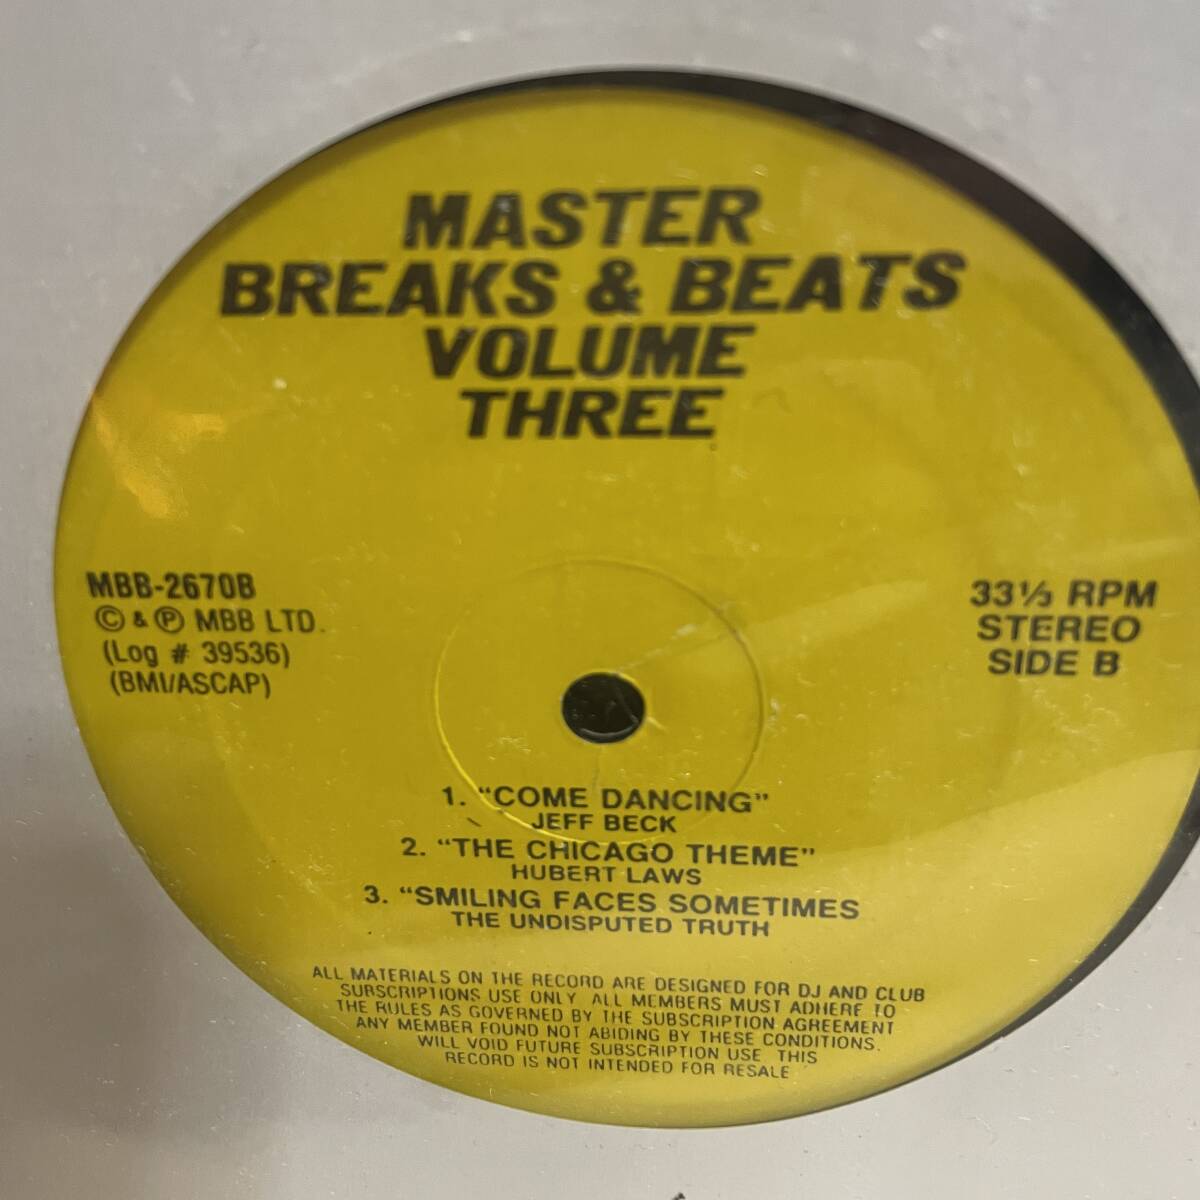 MASTER
BREAKS & BEATS
VOLUME
THREE
MBB-2670B
© & ℗ MBB LTD.
(Log # 39536)
(BMI/ASCAP)
33⅓ RPM
STEREO
SIDE B
1. "COME DANCING"
JEFF BECK
2. "THE CHICAGO THEME"
HUBERT LAWS
3. "SMILING FACES SOMETIMES
THE UNDISPUTED TRUTH
ALL MATERIALS ON THE RECORD ARE DESIGNED FOR DJ AND CLUB
SUBSCRIPTIONS USE ONLY ALL MEMBERS MUST ADHERE TO
THE RULES AS GOVERNED BY THE SUBSCRIPTION AGREEMENT
ANY MEMBER FOUND NOT ABIDING BY THESE CONDITIONS.
WILL VOID FUTURE SUBSCRIPTION USE THIS
RECORD IS NOT INTENDED FOR RESALE